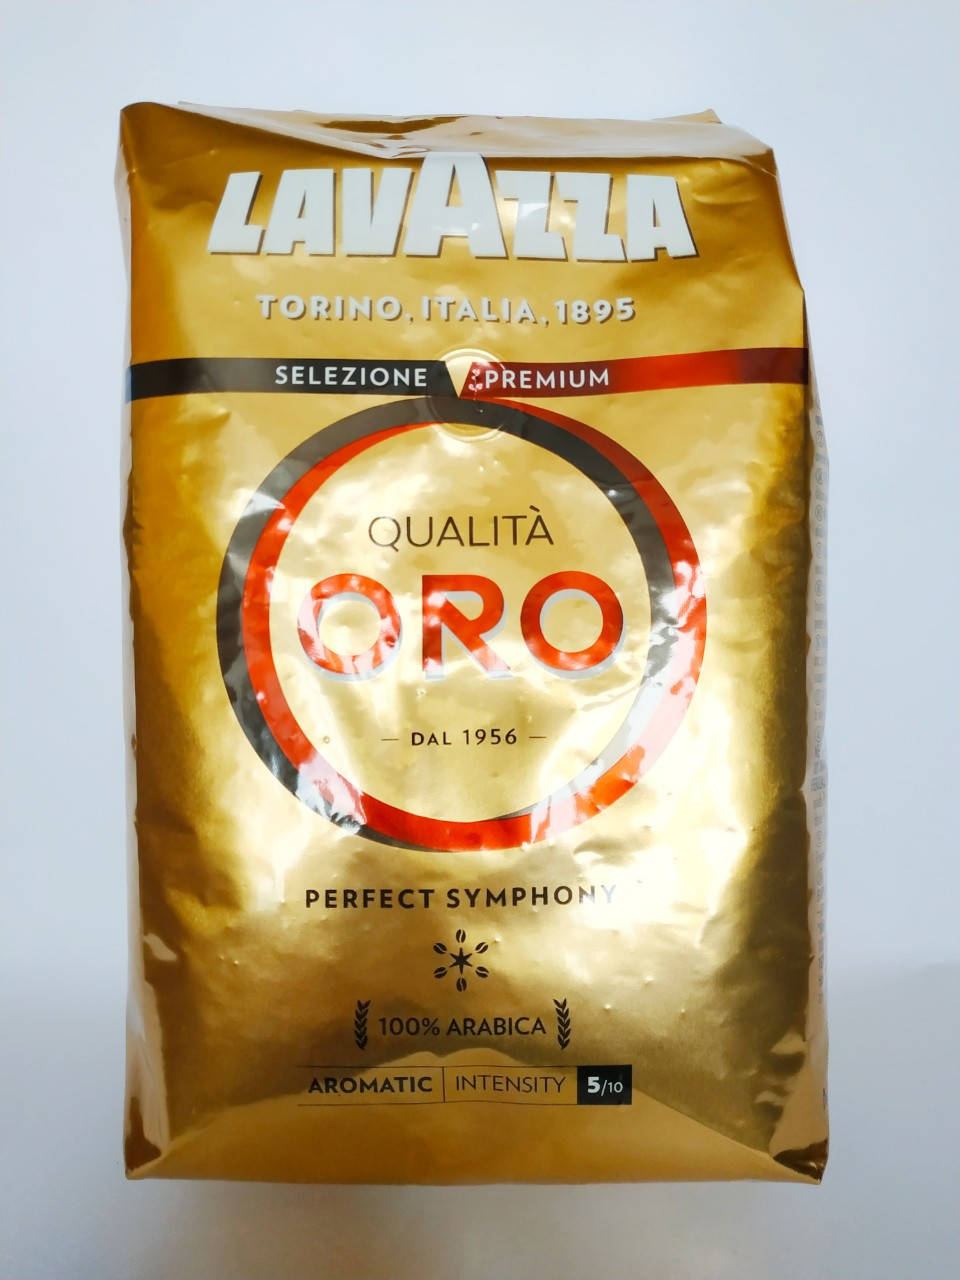 LAVAZZA
TORINO, ITALIA, 1895
SELEZIONE PREMIUM
QUALITÀ
ORO
— DAL 1956 —
PERFECT SYMPHONY
100% ARABICA
AROMATIC INTENSITY 5/10